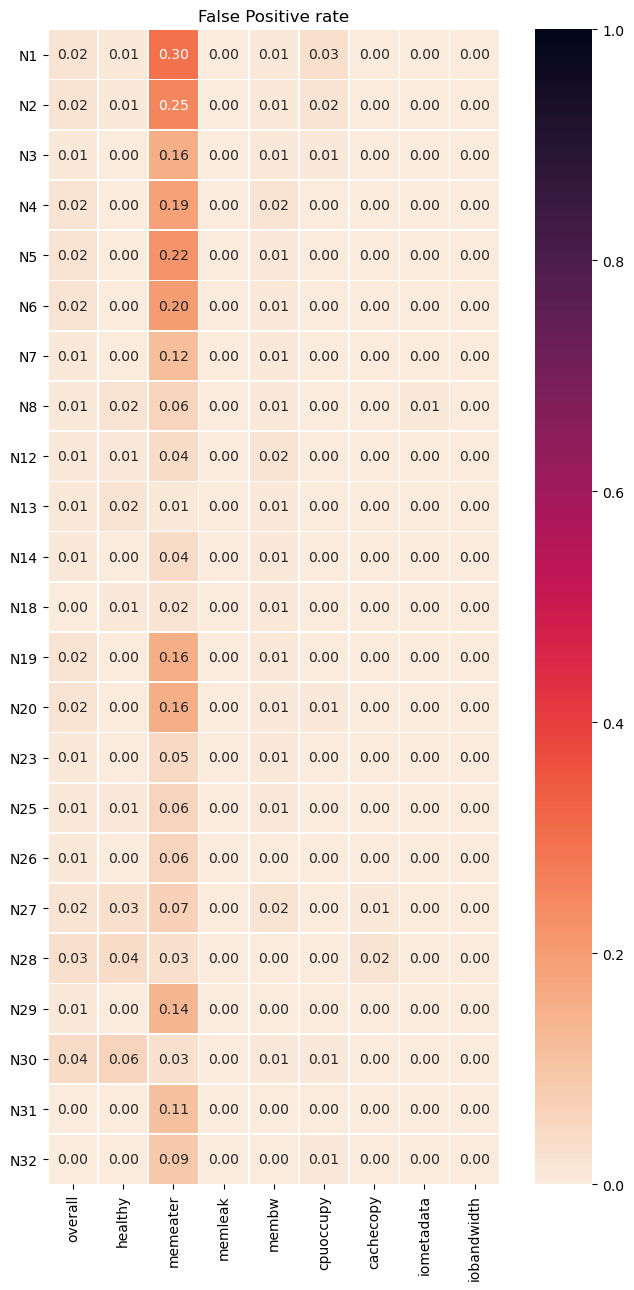 False Positive rate
N1 0.02 0.01 0.30 0.00 0.01 0.03 0.00 0.00 0.00 1.0
N2 0.02 0.01 0.25 0.00 0.01 0.02 0.00 0.00 0.00
N3 0.01 0.00 0.16 0.00 0.01 0.01 0.00 0.00 0.00
N4 0.02 0.00 0.19 0.00 0.02 0.00 0.00 0.00 0.00
N5 0.02 0.00 0.22 0.00 0.01 0.00 0.00 0.00 0.00 0.8
N6 0.02 0.00 0.20 0.00 0.01 0.00 0.00 0.00 0.00
N7 0.01 0.00 0.12 0.00 0.01 0.00 0.00 0.00 0.00
N8 0.01 0.02 0.06 0.00 0.01 0.00 0.00 0.01 0.00
N12 0.01 0.01 0.04 0.00 0.02 0.00 0.00 0.00 0.00
N13 0.01 0.02 0.01 0.00 0.01 0.00 0.00 0.00 0.00 0.6
N14 0.01 0.00 0.04 0.00 0.01 0.00 0.00 0.00 0.00
N18 0.00 0.01 0.02 0.00 0.01 0.00 0.00 0.00 0.00
N19 0.02 0.00 0.16 0.00 0.01 0.00 0.00 0.00 0.00
N20 0.02 0.00 0.16 0.00 0.01 0.01 0.00 0.00 0.00 0.4
N23 0.01 0.00 0.05 0.00 0.01 0.00 0.00 0.00 0.00
N25 0.01 0.01 0.06 0.00 0.01 0.00 0.00 0.00 0.00
N26 0.01 0.00 0.06 0.00 0.00 0.00 0.00 0.00 0.00
N27 0.02 0.03 0.07 0.00 0.02 0.00 0.01 0.00 0.00
N28 0.03 0.04 0.03 0.00 0.00 0.00 0.02 0.00 0.00 0.2
N29 0.01 0.00 0.14 0.00 0.00 0.00 0.00 0.00 0.00
N30 0.04 0.06 0.03 0.00 0.01 0.01 0.00 0.00 0.00
N31 0.00 0.00 0.11 0.00 0.00 0.00 0.00 0.00 0.00
N32 0.00 0.00 0.09 0.00 0.00 0.01 0.00 0.00 0.00 0.0
overall healthy memeater memleak membw cpuoccupy cachecopy iometadata iobandwidth